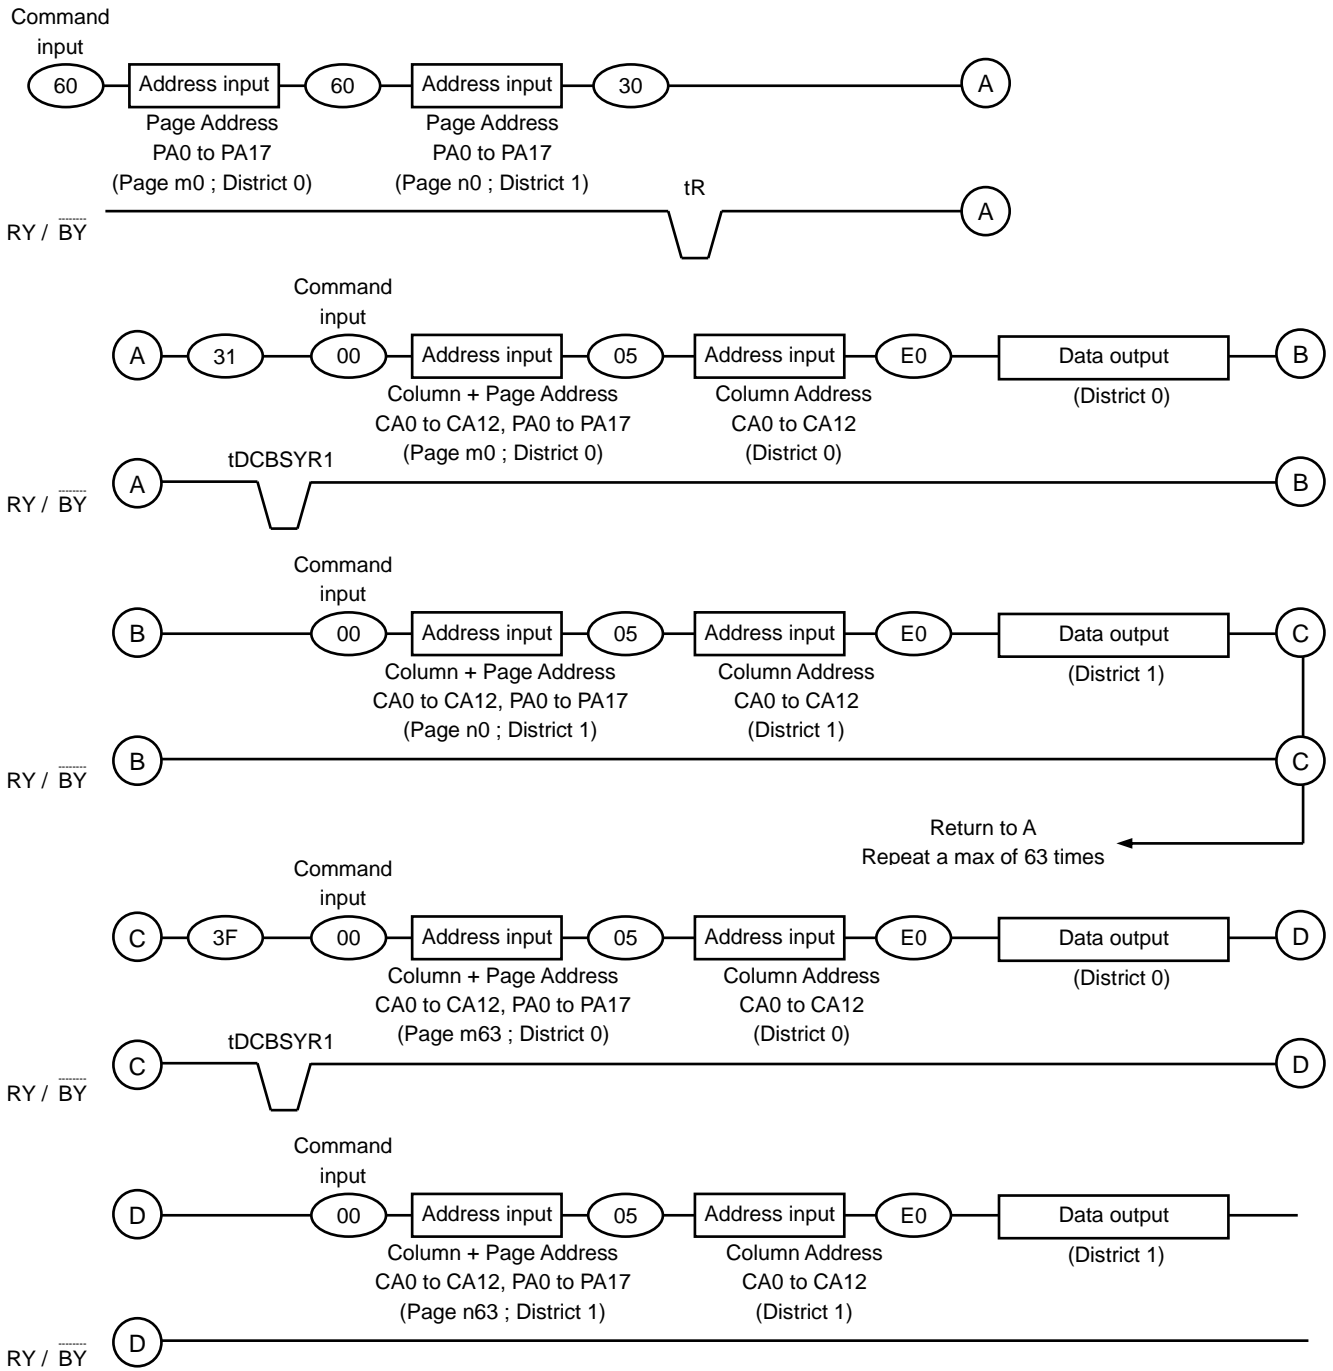 Command
input
60 Address input 60 Address input 30 A
Page Address Page Address
PA0 to PA17 PA0 to PA17
(Page m0 ; District 0) (Page n0 ; District 1)
tR
A
RY / BY
Command
input
A 31 00 Address input 05 Address input E0 Data output B
Column + Page Address Column Address (District 0)
CA0 to CA12, PA0 to PA17 CA0 to CA12
(Page m0 ; District 0) (District 0)
tDCBSYR1
A B
RY / BY
Command
input
B 00 Address input 05 Address input E0 Data output C
Column + Page Address Column Address (District 1)
CA0 to CA12, PA0 to PA17 CA0 to CA12
(Page n0 ; District 1) (District 1)
B C
RY / BY
Return to A
Repeat a max of 63 times
Command
input
C 3F 00 Address input 05 Address input E0 Data output D
Column + Page Address Column Address (District 0)
CA0 to CA12, PA0 to PA17 CA0 to CA12
(Page m63 ; District 0) (District 0)
tDCBSYR1
C D
RY / BY
Command
input
D 00 Address input 05 Address input E0 Data output
Column + Page Address Column Address (District 1)
CA0 to CA12, PA0 to PA17 CA0 to CA12
(Page n63 ; District 1) (District 1)
D
RY / BY